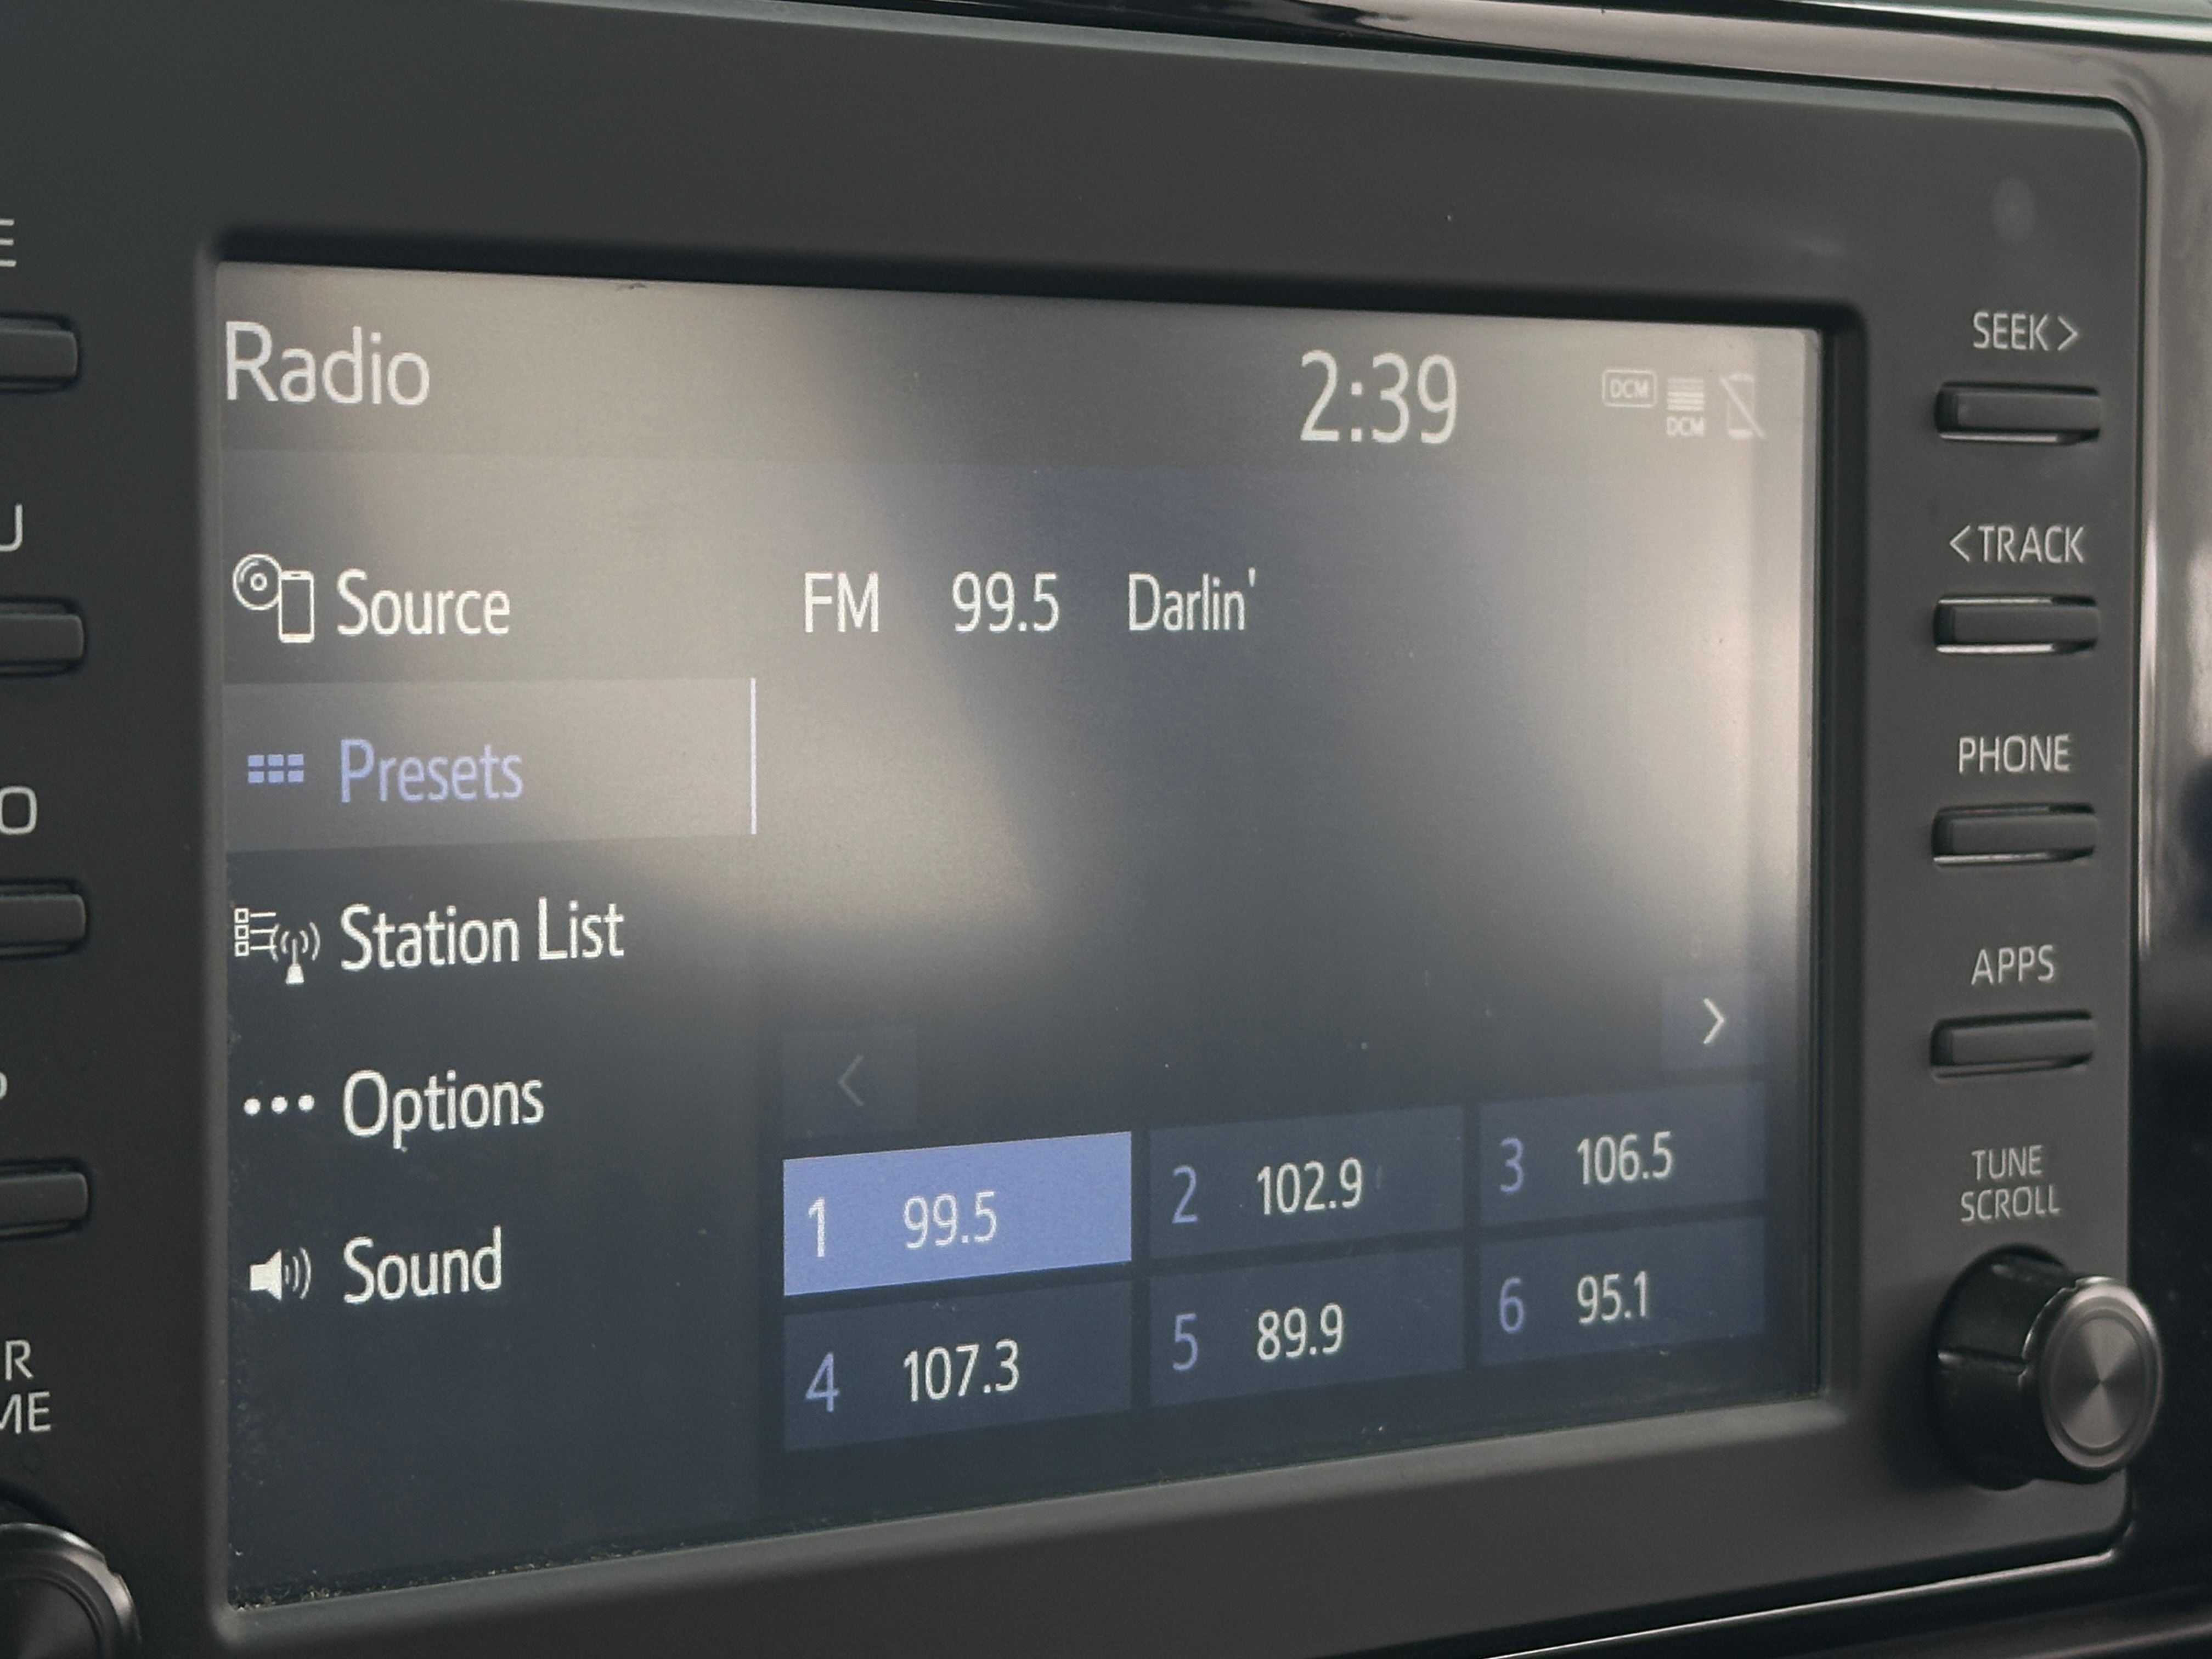 Radio
2:39
DCM
DCM
Source
FM 99.5 Darlin'
Presets
Station List
Options
Sound
<
>
1 99.5
2 102.9
3 106.5
4 107.3
5 89.9
6 95.1
SEEK >
< TRACK
PHONE
APPS
TUNE
SCROLL